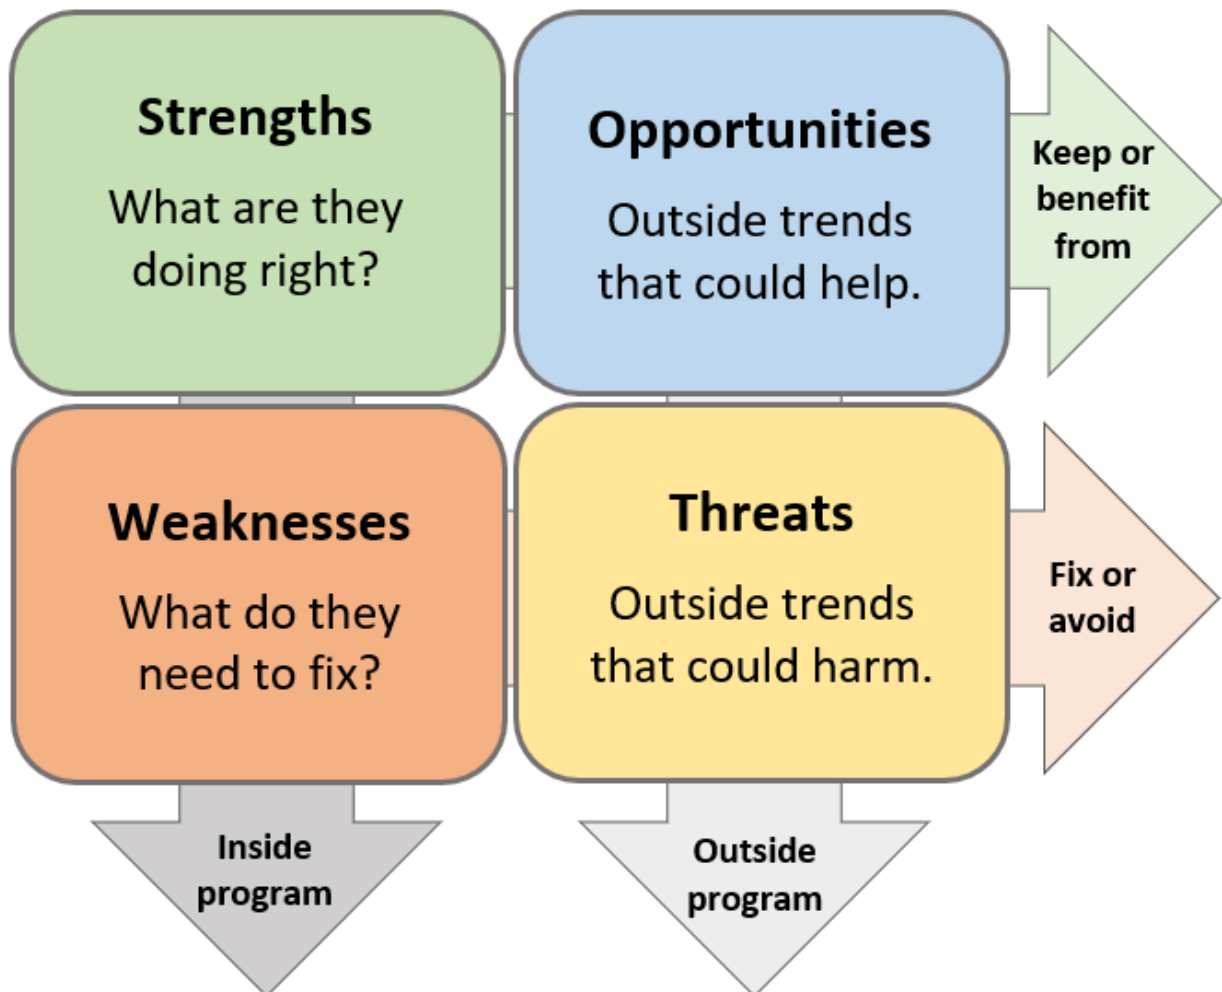 Strengths
What are they
doing right?
Opportunities
Outside trends
that could help.
Keep or
benefit
from
Weaknesses
What do they
need to fix?
Threats
Outside trends
that could harm.
Fix or
avoid
Inside
program
Outside
program